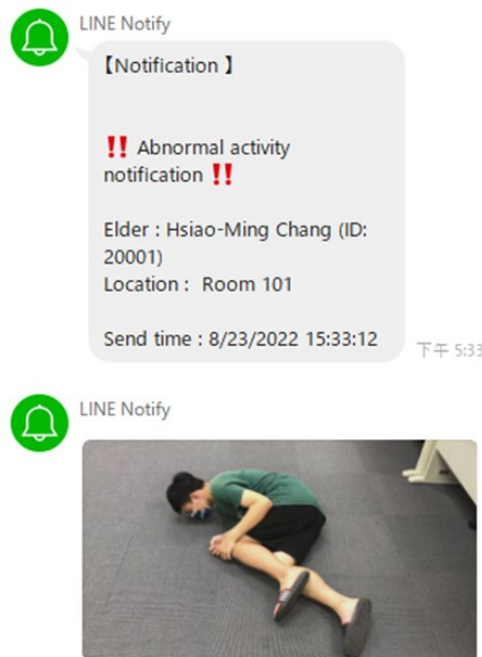 LINE Notify
【Notification 】
‼ Abnormal activity
notification ‼
Elder : Hsiao-Ming Chang (ID:
20001)
Location :  Room 101
Send time : 8/23/2022 15:33:12
下午 5:33
LINE Notify